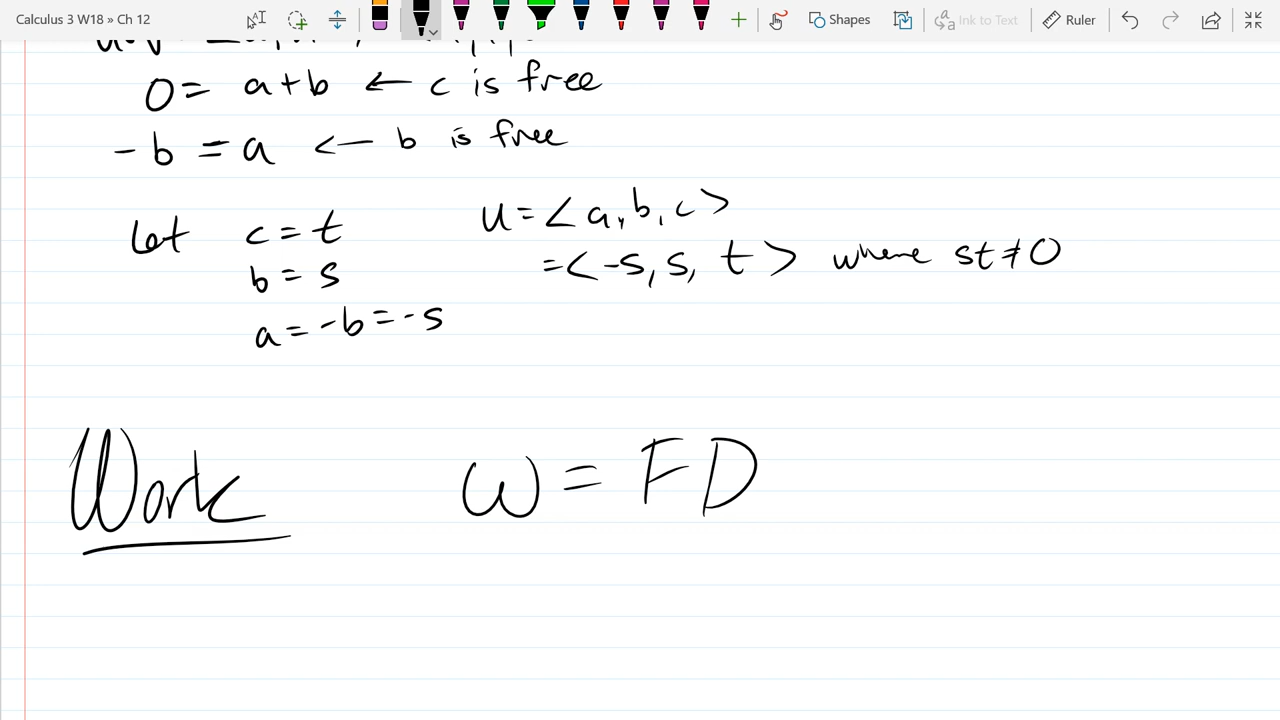 Calculus 3 W18 » Ch 12
Shapes
Ink to Text
Ruler
0 = a+b ← c is free
-b = a ← b is free
Let c = t
b = s
a = -b = -s
u = <a, b, c>
= <-s, s, t> where st ≠ 0
Work
W = FD